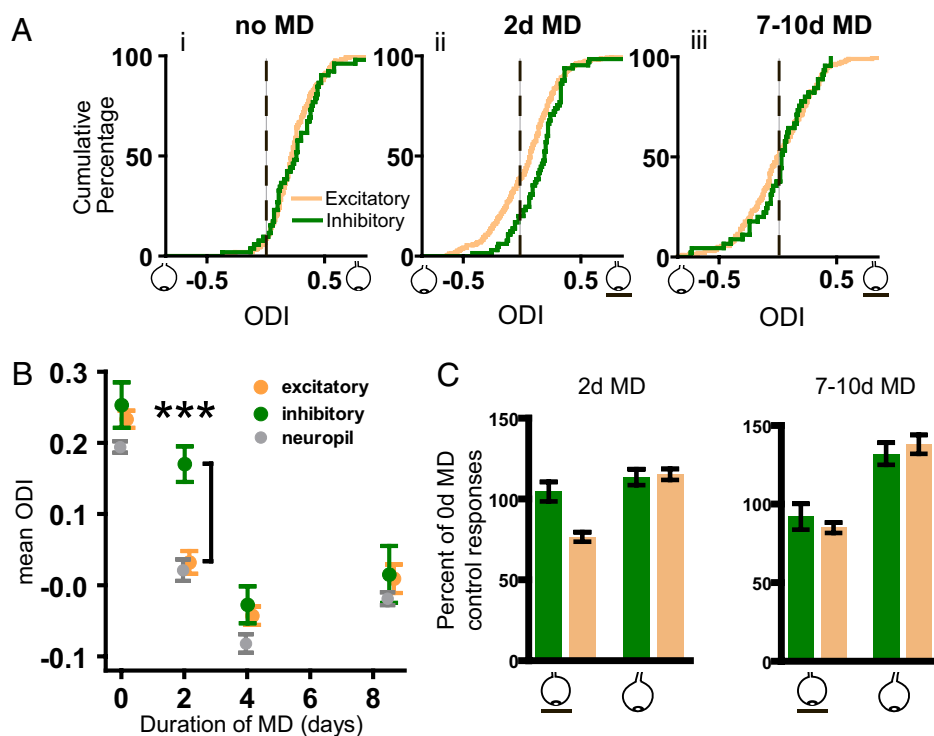 A
i
no MD
ii
2d MD
iii
7-10d MD
Cumulative
Percentage
100
50
0
Excitatory
Inhibitory
-0.5
0.5
ODI
100
50
0
-0.5
0.5
ODI
100
50
0
-0.5
0.5
ODI
B
mean ODI
0.3
0.2
0.1
-0.0
-0.1
***
excitatory
inhibitory
neuropil
0
2
4
6
8
Duration of MD (days)
C
2d MD
7-10d MD
Percent of 0d MD
control responses
150
100
50
0
150
100
50
0